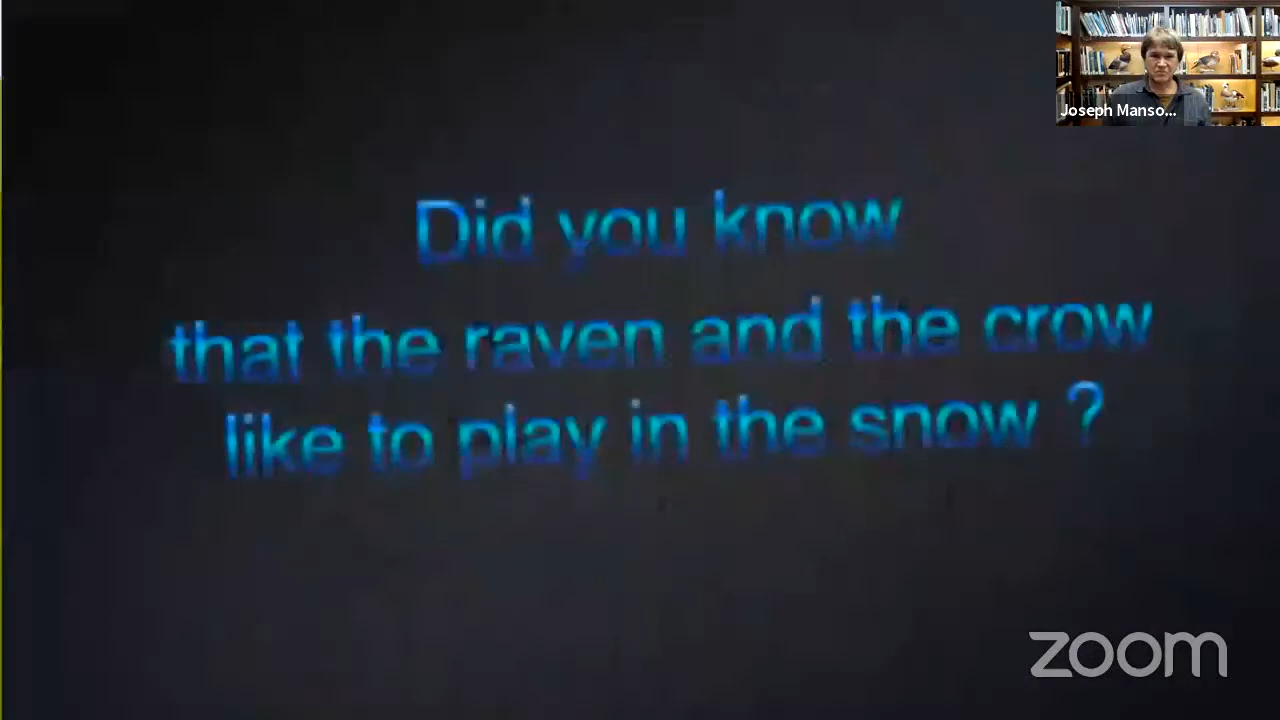 Joseph Manso...
Did you know
that the raven and the crow
like to play in the snow ?
zoom